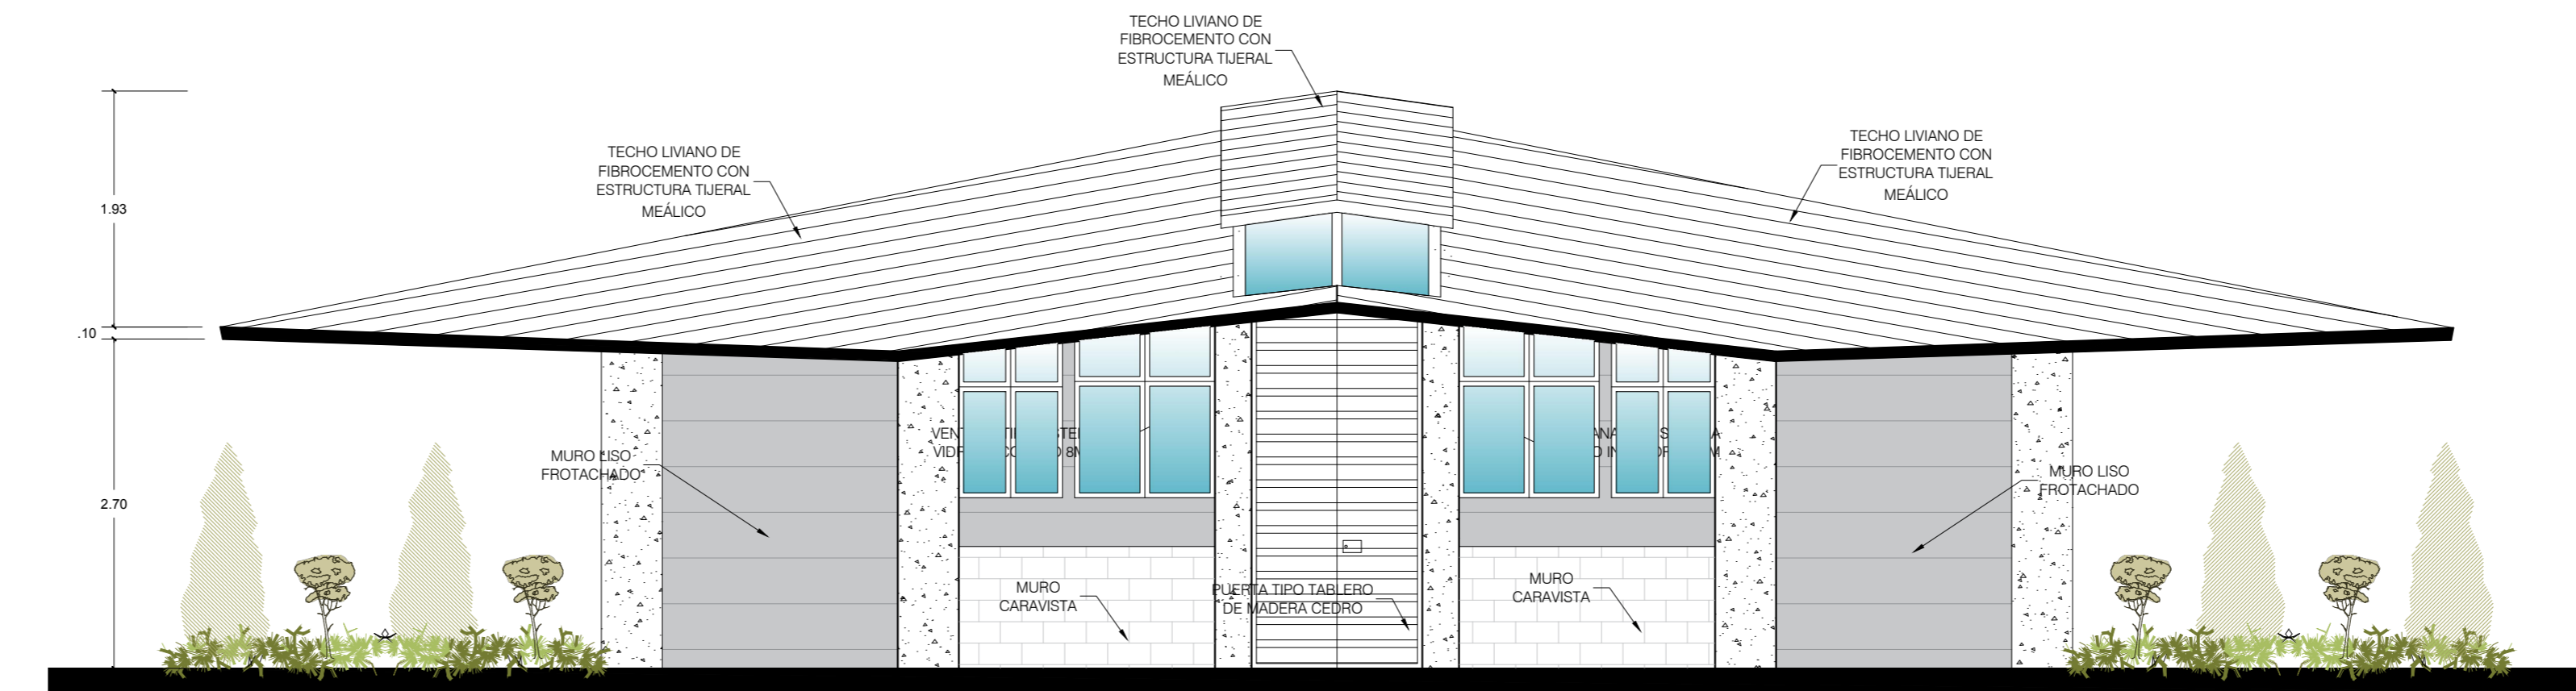 TECHO LIVIANO DE
FIBROCEMENTO CON
ESTRUCTURA TIJERAL
MEÁLICO
TECHO LIVIANO DE
FIBROCEMENTO CON
ESTRUCTURA TIJERAL
MEÁLICO
TECHO LIVIANO DE
FIBROCEMENTO CON
ESTRUCTURA TIJERAL
MEÁLICO
1.93
.10
2.70
MURO LISO
FROTACHADO
MURO LISO
FROTACHADO
MURO
CARAVISTA
PUERTA TIPO TABLERO
DE MADERA CEDRO
MURO
CARAVISTA